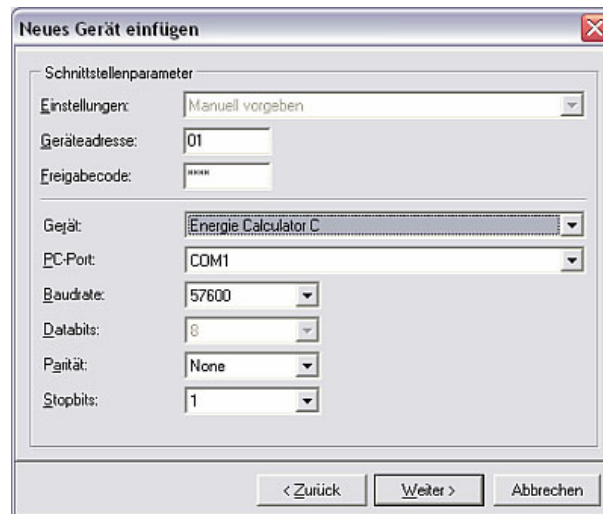 Neues Gerät einfügen
Schnittstellenparameter
Einstellungen: Manuell vorgeben
Geräteadresse: 01
Freigabecode: ****
Gerät: Energie Calculator C
PC-Port: COM1
Baudrate: 57600
Databits: 8
Parität: None
Stopbits: 1
< Zurück Weiter > Abbrechen